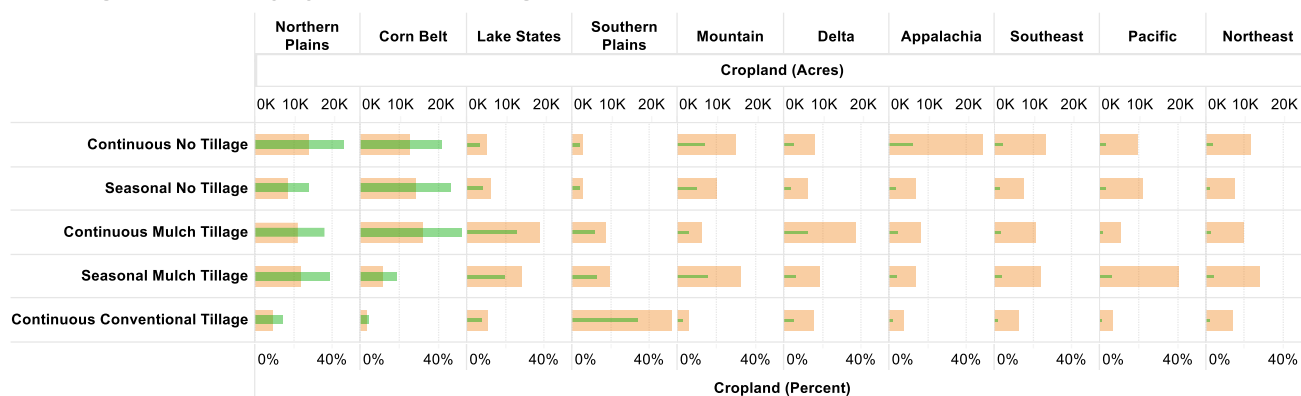 Northern Plains Corn Belt Lake States Southern Plains Mountain Delta Appalachia Southeast Pacific Northeast
Cropland (Acres)
0K 10K 20K 0K 10K 20K 0K 10K 20K 0K 10K 20K 0K 10K 20K 0K 10K 20K 0K 10K 20K 0K 10K 20K 0K 10K 20K 0K 10K 20K
Continuous No Tillage
Seasonal No Tillage
Continuous Mulch Tillage
Seasonal Mulch Tillage
Continuous Conventional Tillage
0% 40% 0% 40% 0% 40% 0% 40% 0% 40% 0% 40% 0% 40% 0% 40% 0% 40% 0% 40%
Cropland (Percent)